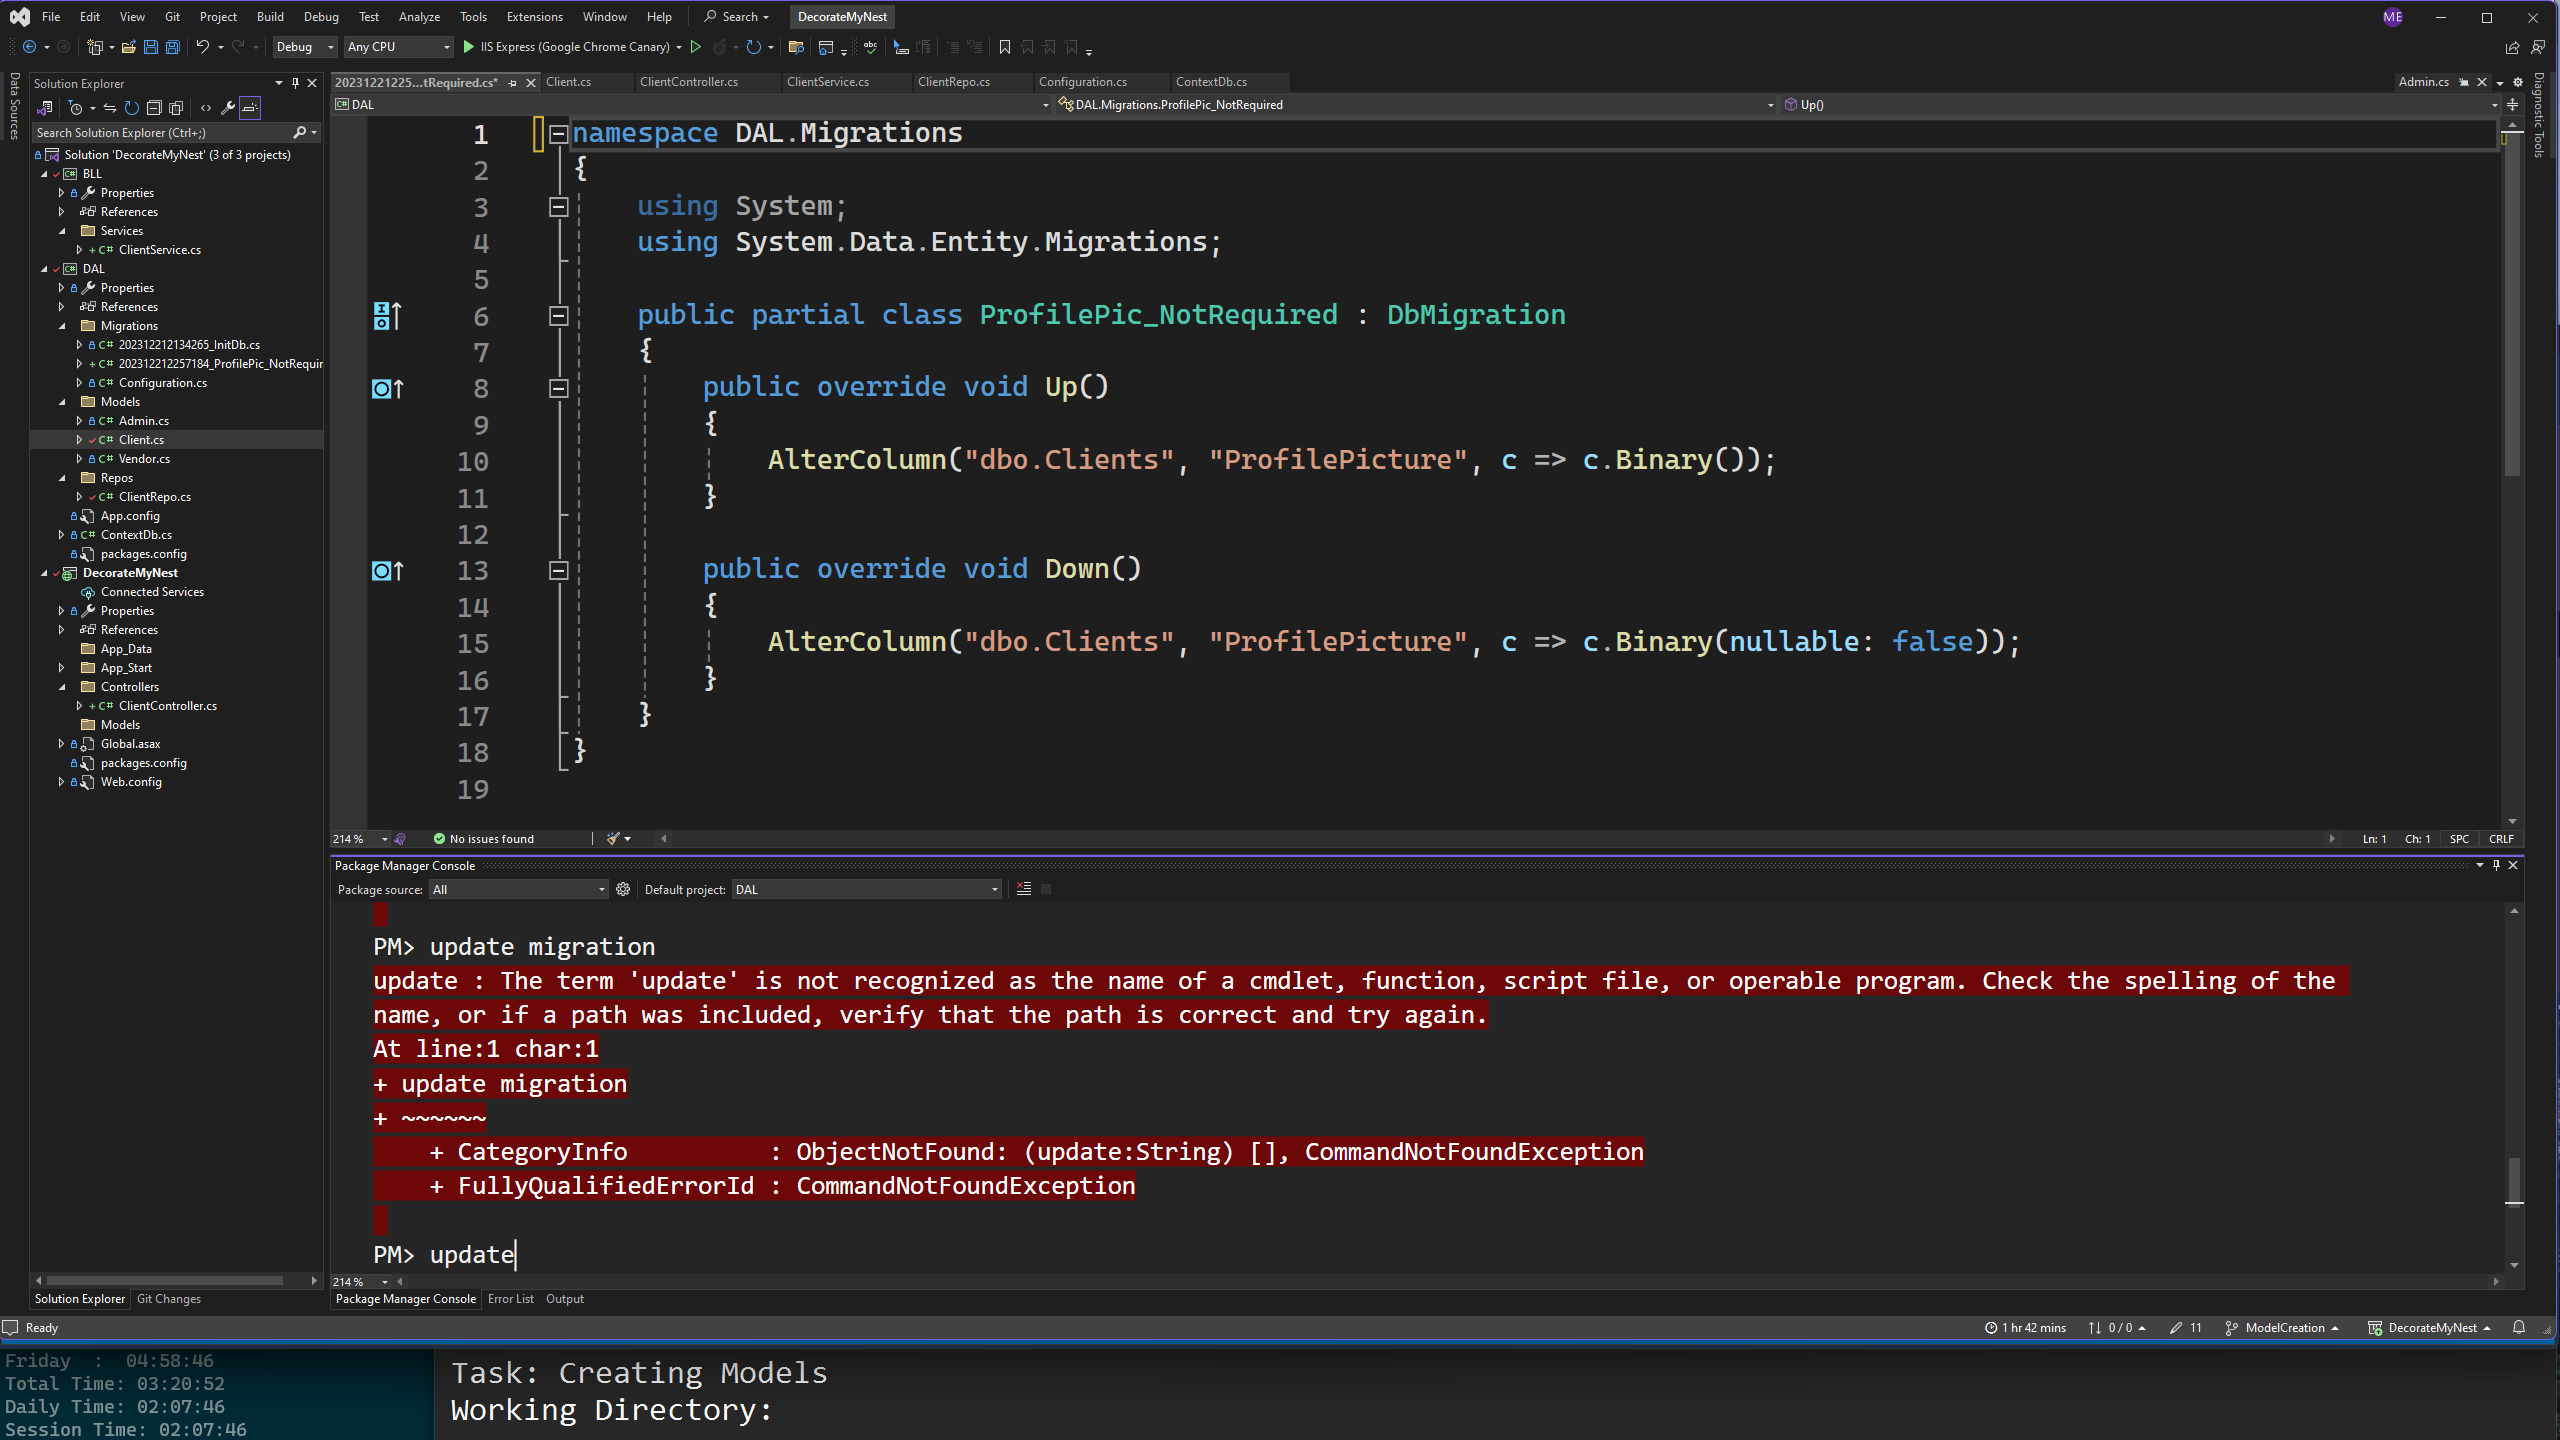 File Edit View Git Project Build Debug Test Analyze Tools Extensions Window Help Search DecorateMyNest ME
Debug Any CPU IIS Express (Google Chrome Canary)
Data Sources
Solution Explorer
Search Solution Explorer (Ctrl+;)
Solution 'DecorateMyNest' (3 of 3 projects)
BLL
Properties
References
Services
C# ClientService.cs
DAL
Properties
References
Migrations
C# 202312212134265_InitDb.cs
C# 202312212257184_ProfilePic_NotRequir
C# Configuration.cs
Models
C# Admin.cs
C# Client.cs
C# Vendor.cs
Repos
C# ClientRepo.cs
App.config
C# ContextDb.cs
packages.config
DecorateMyNest
Connected Services
Properties
References
App_Data
App_Start
Controllers
C# ClientController.cs
Models
Global.asax
packages.config
Web.config
Solution Explorer Git Changes
20231221225...tRequired.cs* Client.cs ClientController.cs ClientService.cs ClientRepo.cs Configuration.cs ContextDb.cs Admin.cs
DAL DAL.Migrations.ProfilePic_NotRequired Up()
Diagnostic Tools
1 namespace DAL.Migrations
2 {
3 using System;
4 using System.Data.Entity.Migrations;
5
6 public partial class ProfilePic_NotRequired : DbMigration
7 {
8 public override void Up()
9 {
10 AlterColumn("dbo.Clients", "ProfilePicture", c => c.Binary());
11 }
12
13 public override void Down()
14 {
15 AlterColumn("dbo.Clients", "ProfilePicture", c => c.Binary(nullable: false));
16 }
17 }
18 }
19
214 % No issues found Ln: 1 Ch: 1 SPC CRLF
Package Manager Console
Package source: All Default project: DAL
PM> update migration
update : The term 'update' is not recognized as the name of a cmdlet, function, script file, or operable program. Check the spelling of the
name, or if a path was included, verify that the path is correct and try again.
At line:1 char:1
+ update migration
+ ~~~~~~
+ CategoryInfo : ObjectNotFound: (update:String) [], CommandNotFoundException
+ FullyQualifiedErrorId : CommandNotFoundException
PM> update
214 %
Package Manager Console Error List Output
Ready 1 hr 42 mins 0 / 0 11 ModelCreation DecorateMyNest
Friday : 04:58:46
Total Time: 03:20:52
Daily Time: 02:07:46
Session Time: 02:07:46
Task: Creating Models
Working Directory: